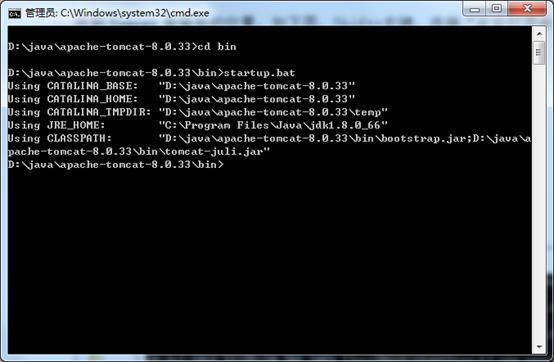 管理员: C:\Windows\system32\cmd.exe
D:\java\apache-tomcat-8.0.33>cd bin
D:\java\apache-tomcat-8.0.33\bin>startup.bat
Using CATALINA_BASE:   "D:\java\apache-tomcat-8.0.33"
Using CATALINA_HOME:   "D:\java\apache-tomcat-8.0.33"
Using CATALINA_TMPDIR: "D:\java\apache-tomcat-8.0.33\temp"
Using JRE_HOME:        "C:\Program Files\Java\jdk1.8.0_66"
Using CLASSPATH:       "D:\java\apache-tomcat-8.0.33\bin\bootstrap.jar;D:\java\a
pache-tomcat-8.0.33\bin\tomcat-juli.jar"
D:\java\apache-tomcat-8.0.33\bin>